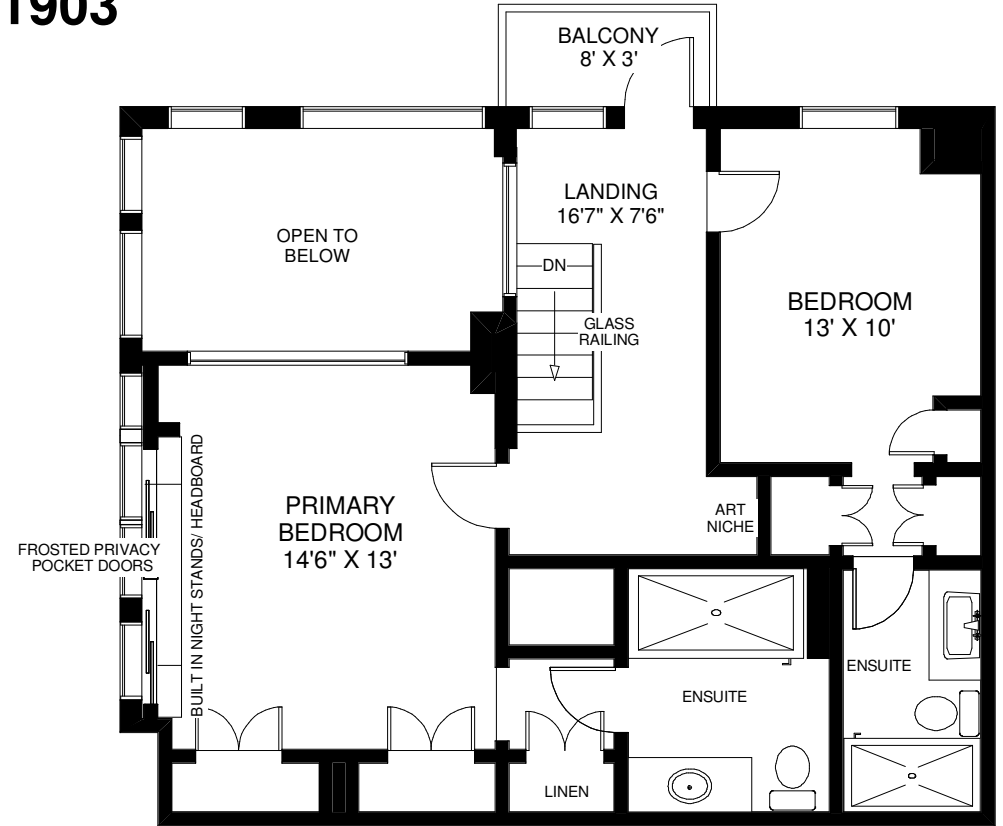 1903
BALCONY
8' X 3'
LANDING
16'7" X 7'6"
OPEN TO
BELOW
DN
GLASS
RAILING
BEDROOM
13' X 10'
BUILT IN NIGHT STANDS/ HEADBOARD
PRIMARY
BEDROOM
14'6" X 13'
ART
NICHE
FROSTED PRIVACY
POCKET DOORS
ENSUITE
ENSUITE
LINEN